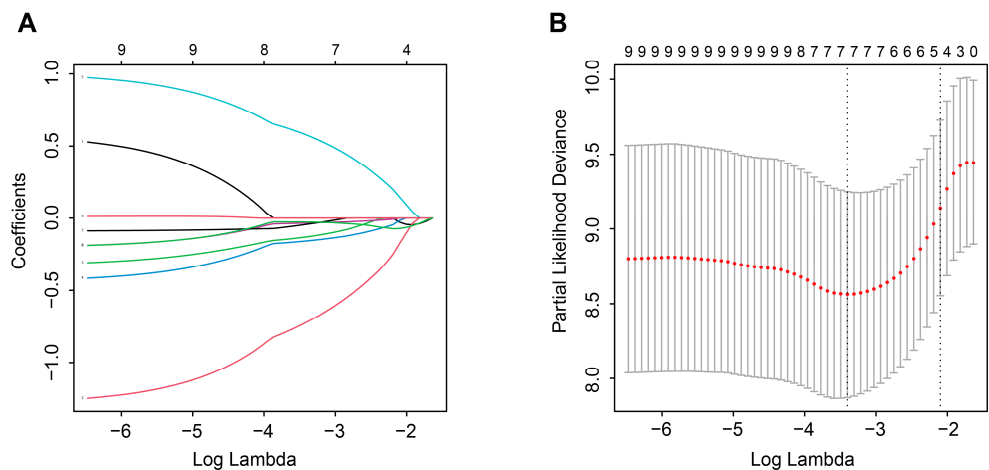 A
9 9 8 7 4
1.0
0.5
0.0
−0.5
−1.0
Coefficients
−6 −5 −4 −3 −2
Log Lambda
B
9 9 9 9 9 9 9 9 9 9 9 9 9 8 7 7 7 7 7 7 6 6 6 5 4 3 0
10.0
9.5
9.0
8.5
8.0
Partial Likelihood Deviance
−6 −5 −4 −3 −2
Log Lambda